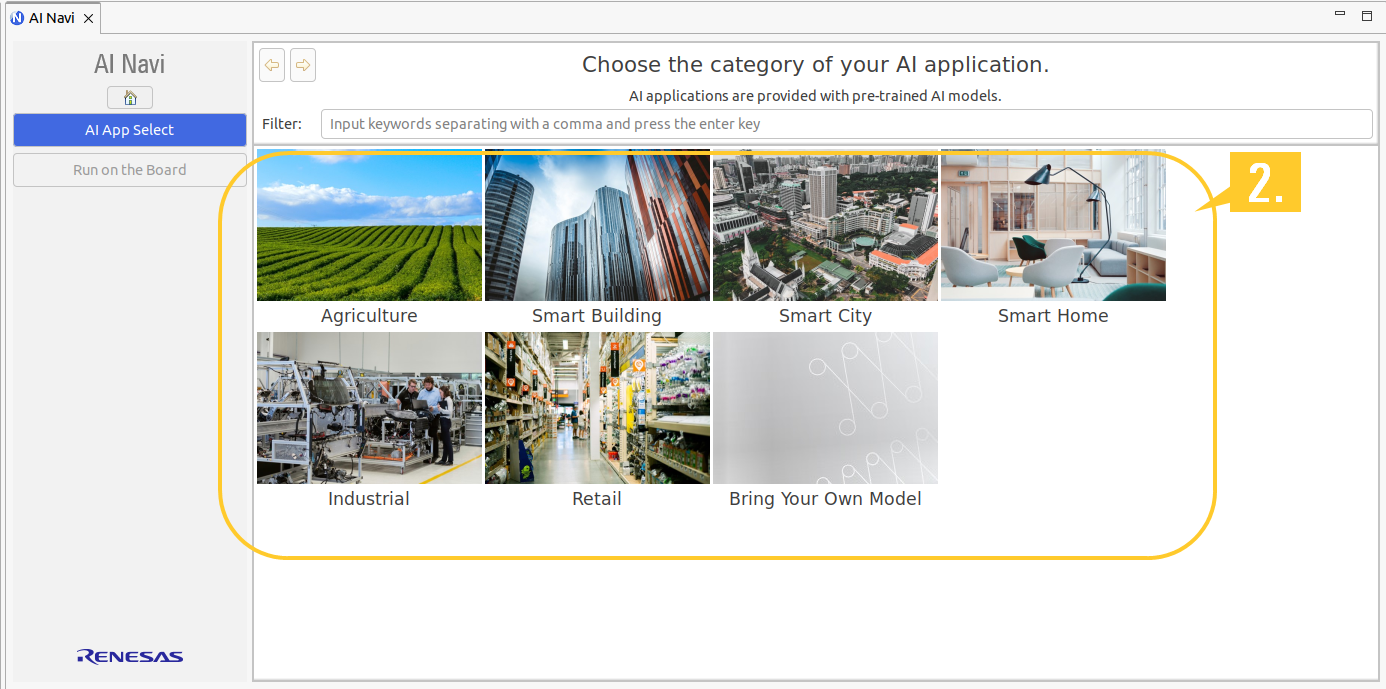 AI Navi
AI Navi
AI App Select
Run on the Board
RENESAS
Choose the category of your AI application.
AI applications are provided with pre-trained AI models.
Filter: Input keywords separating with a comma and press the enter key
2.
Agriculture Smart Building Smart City Smart Home
Industrial Retail Bring Your Own Model